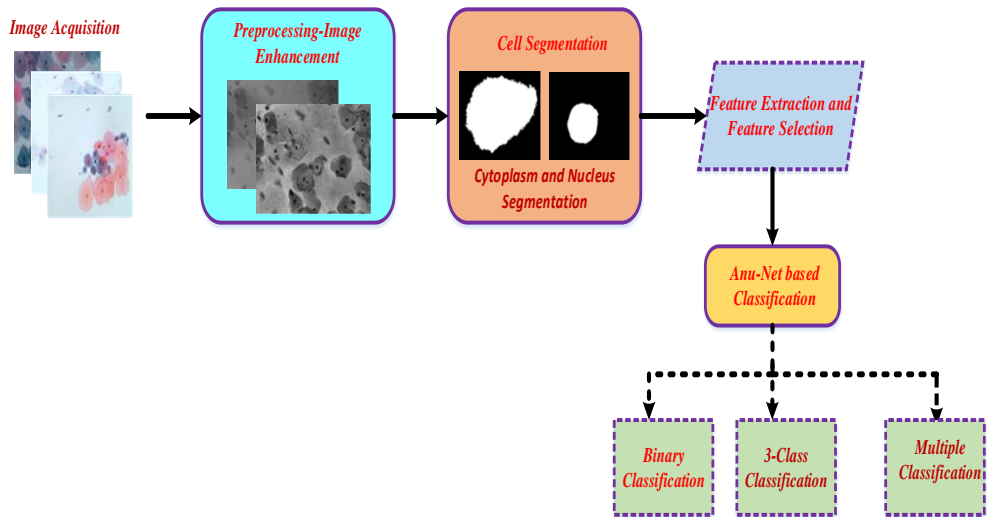 Image Acquisition
Preprocessing-Image
Enhancement
Cell Segmentation
Cytoplasm and Nucleus
Segmentation
Feature Extraction and
Feature Selection
Anu-Net based
Classification
Binary
Classification
3-Class
Classification
Multiple
Classification